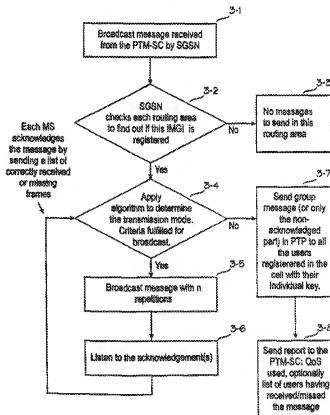 3-1
Broadcast message received
from the PTM-SC by SGSN
3-2
SGSN
checks each routing area
to find out if this IMGI is
registered
No
3-3
No messages
to send in this
routing area
Each MS
acknowledges
the message by
sending a list of
correctly received
or missing
frames
Yes
3-4
Apply
algorithm to determine
the transmission mode.
Criteria fulfilled for
broadcast.
No
3-7
Send group
message (or only the
non-
acknowledged
part) in PTP to all
the users
registerered in the
cell with their
individual key.
Yes
3-5
Broadcast message with n
repetitions
3-6
Listen to the acknowledgement(s)
3-8
Send report to the
PTM-SC: QoS
used, optionally
list of users having
received/missed
the message